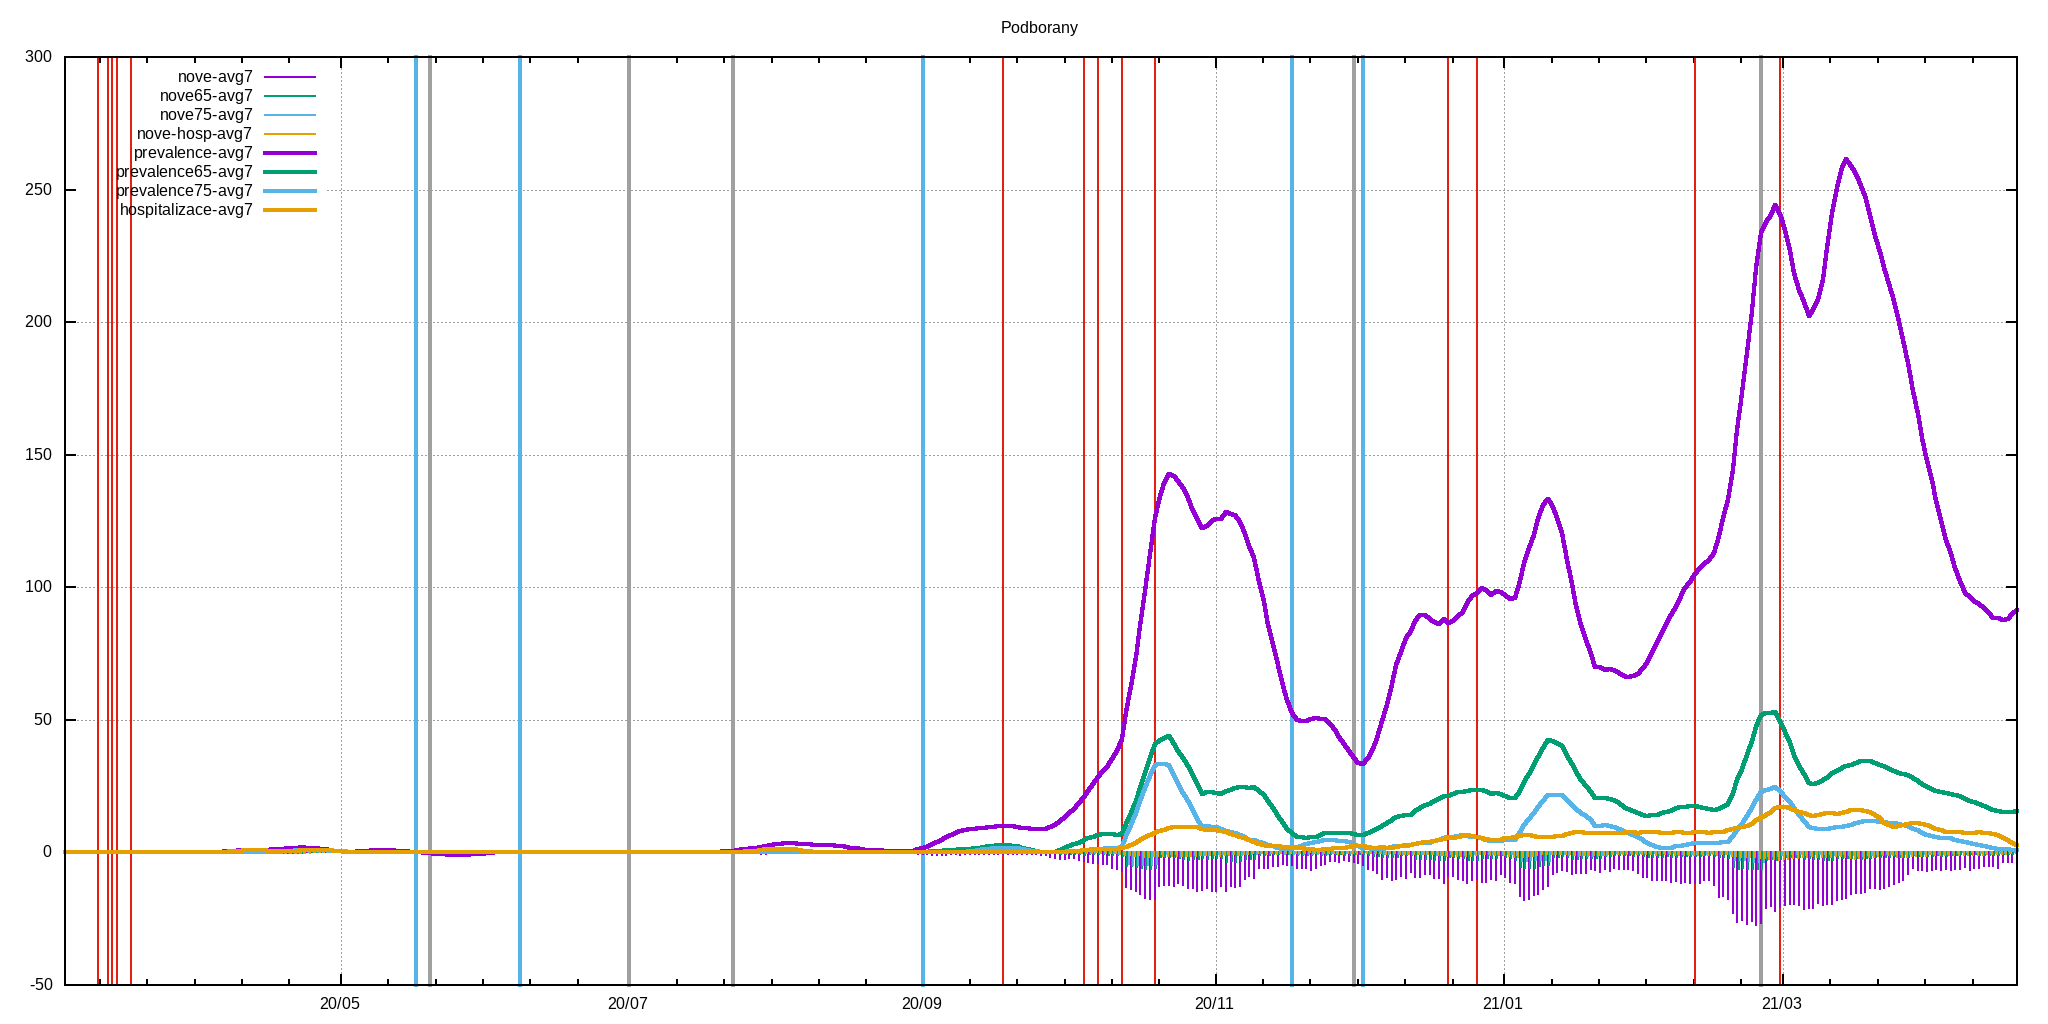 Podborany
300
nove-avg7
nove65-avg7
nove75-avg7
nove-hosp-avg7
prevalence-avg7
prevalence65-avg7
prevalence75-avg7
hospitalizace-avg7
250
200
150
100
50
0
-50
20/05 20/07 20/09 20/11 21/01 21/03